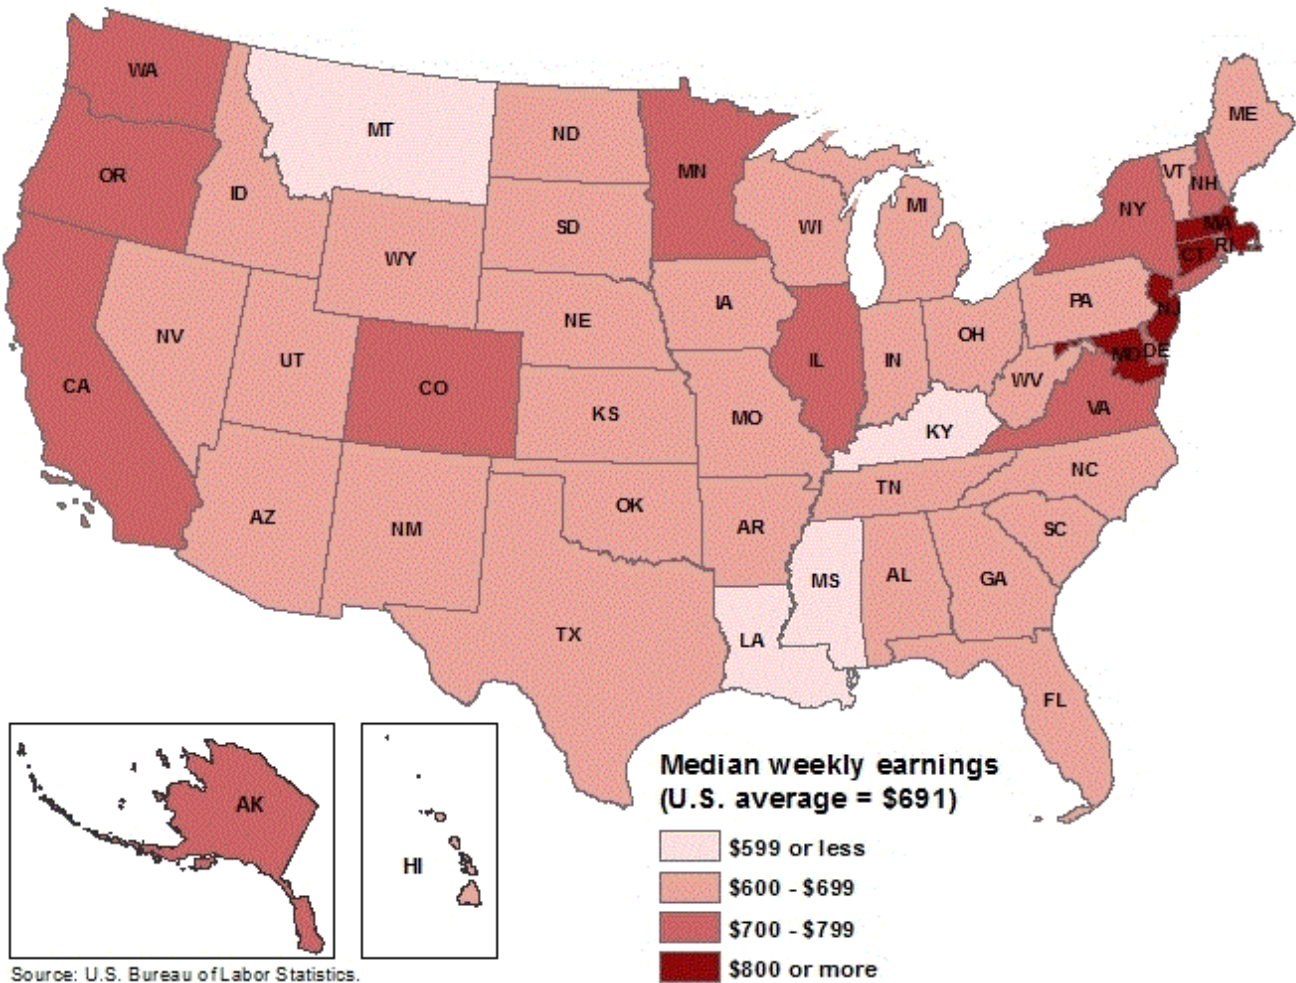 WA
MT
ND
MN
ME
OR
ID
SD
WI
MI
VT
NH
NY
MA
WY
RI
CT
IA
PA
NE
NJ
NV
UT
IL
IN
OH
MD
DE
CA
CO
WV
KS
MO
VA
KY
NC
TN
AZ
NM
OK
AR
SC
MS
AL
GA
TX
LA
FL
AK
HI
Median weekly earnings
(U.S. average = $691)
$599 or less
$600 - $699
$700 - $799
$800 or more
Source: U.S. Bureau of Labor Statistics.